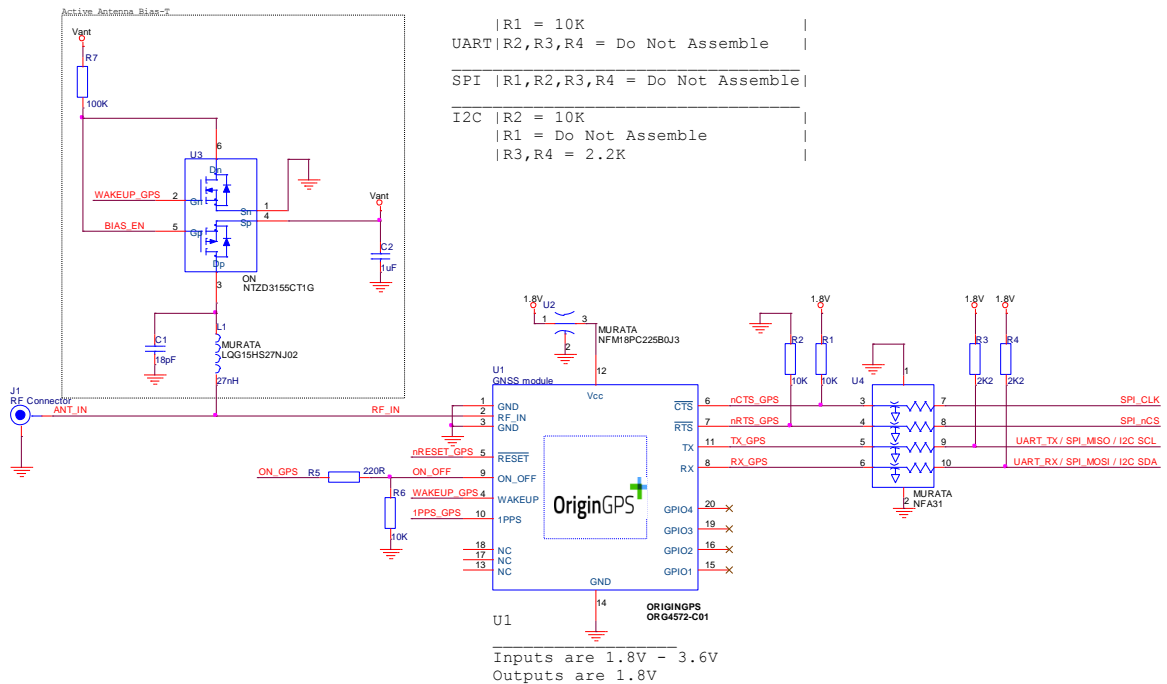 Active Antenna Bias-T
Vant
R7
100K
U3
6
Dn
WAKEUP_GPS
2
Gn
1
Sn
4
Sp
BIAS_EN
5
Gp
Dp
3
Vant
C2
1uF
ON
NTZD3155CT1G
C1
18pF
L1
MURATA
LQG15HS27NJ02
27nH
J1
RF Connector
ANT_IN
RF_IN
|R1 = 10K |
UART|R2,R3,R4 = Do Not Assemble |
SPI |R1,R2,R3,R4 = Do Not Assemble|
I2C |R2 = 10K |
|R1 = Do Not Assemble |
|R3,R4 = 2.2K |
1.8V
U2
1
3
2
MURATA
NFM18PC225B0J3
U1
GNSS module
12
Vcc
1
GND
2
RF_IN
3
GND
nRESET_GPS
5
RESET
ON_GPS
R5
220R
ON_OFF
9
ON_OFF
R6
10K
WAKEUP_GPS
4
WAKEUP
1PPS_GPS
10
1PPS
18
NC
17
NC
13
NC
OriginGPS
CTS
6
nCTS_GPS
RTS
7
nRTS_GPS
TX
11
TX_GPS
RX
8
RX_GPS
GPIO4
20
GPIO3
19
GPIO2
16
GPIO1
15
GND
14
ORIGINGPS
ORG4572-C01
1.8V
R2
10K
R1
10K
U4
1
3
7
4
8
5
9
6
10
2
MURATA
NFA31
1.8V
1.8V
R3
2K2
R4
2K2
SPI_CLK
SPI_nCS
UART_TX / SPI_MISO / I2C SCL
UART_RX / SPI_MOSI / I2C SDA
U1
Inputs are 1.8V - 3.6V
Outputs are 1.8V